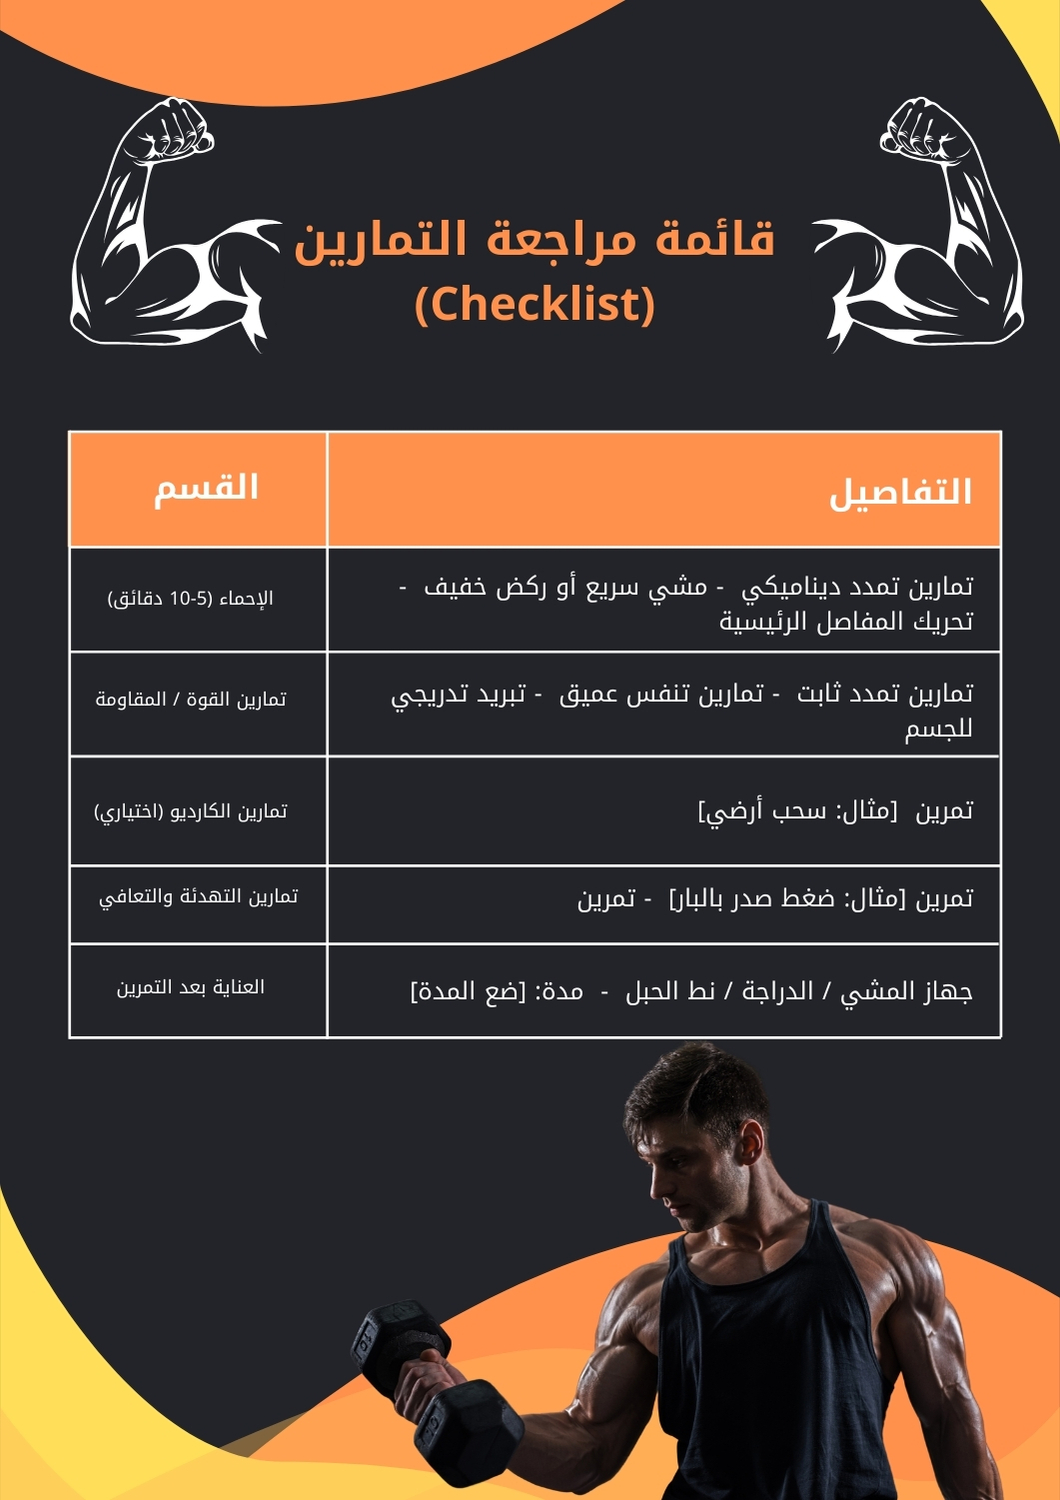 قائمة مراجعة التمارين
(Checklist)
التفاصيل
القسم
تمارين تمدد ديناميكي - مشي سريع أو ركض خفيف -
تحريك المفاصل الرئيسية
الإحماء (5-10 دقائق)
تمارين تمدد ثابت - تمارين تنفس عميق - تبريد تدريجي
للجسم
تمارين القوة / المقاومة
تمرين [مثال: سحب أرضي]
تمارين الكارديو (اختياري)
تمرين [مثال: ضغط صدر بالبار] - تمرين
تمارين التهدئة والتعافي
جهاز المشي / الدراجة / نط الحبل - مدة: [ضع المدة]
العناية بعد التمرين